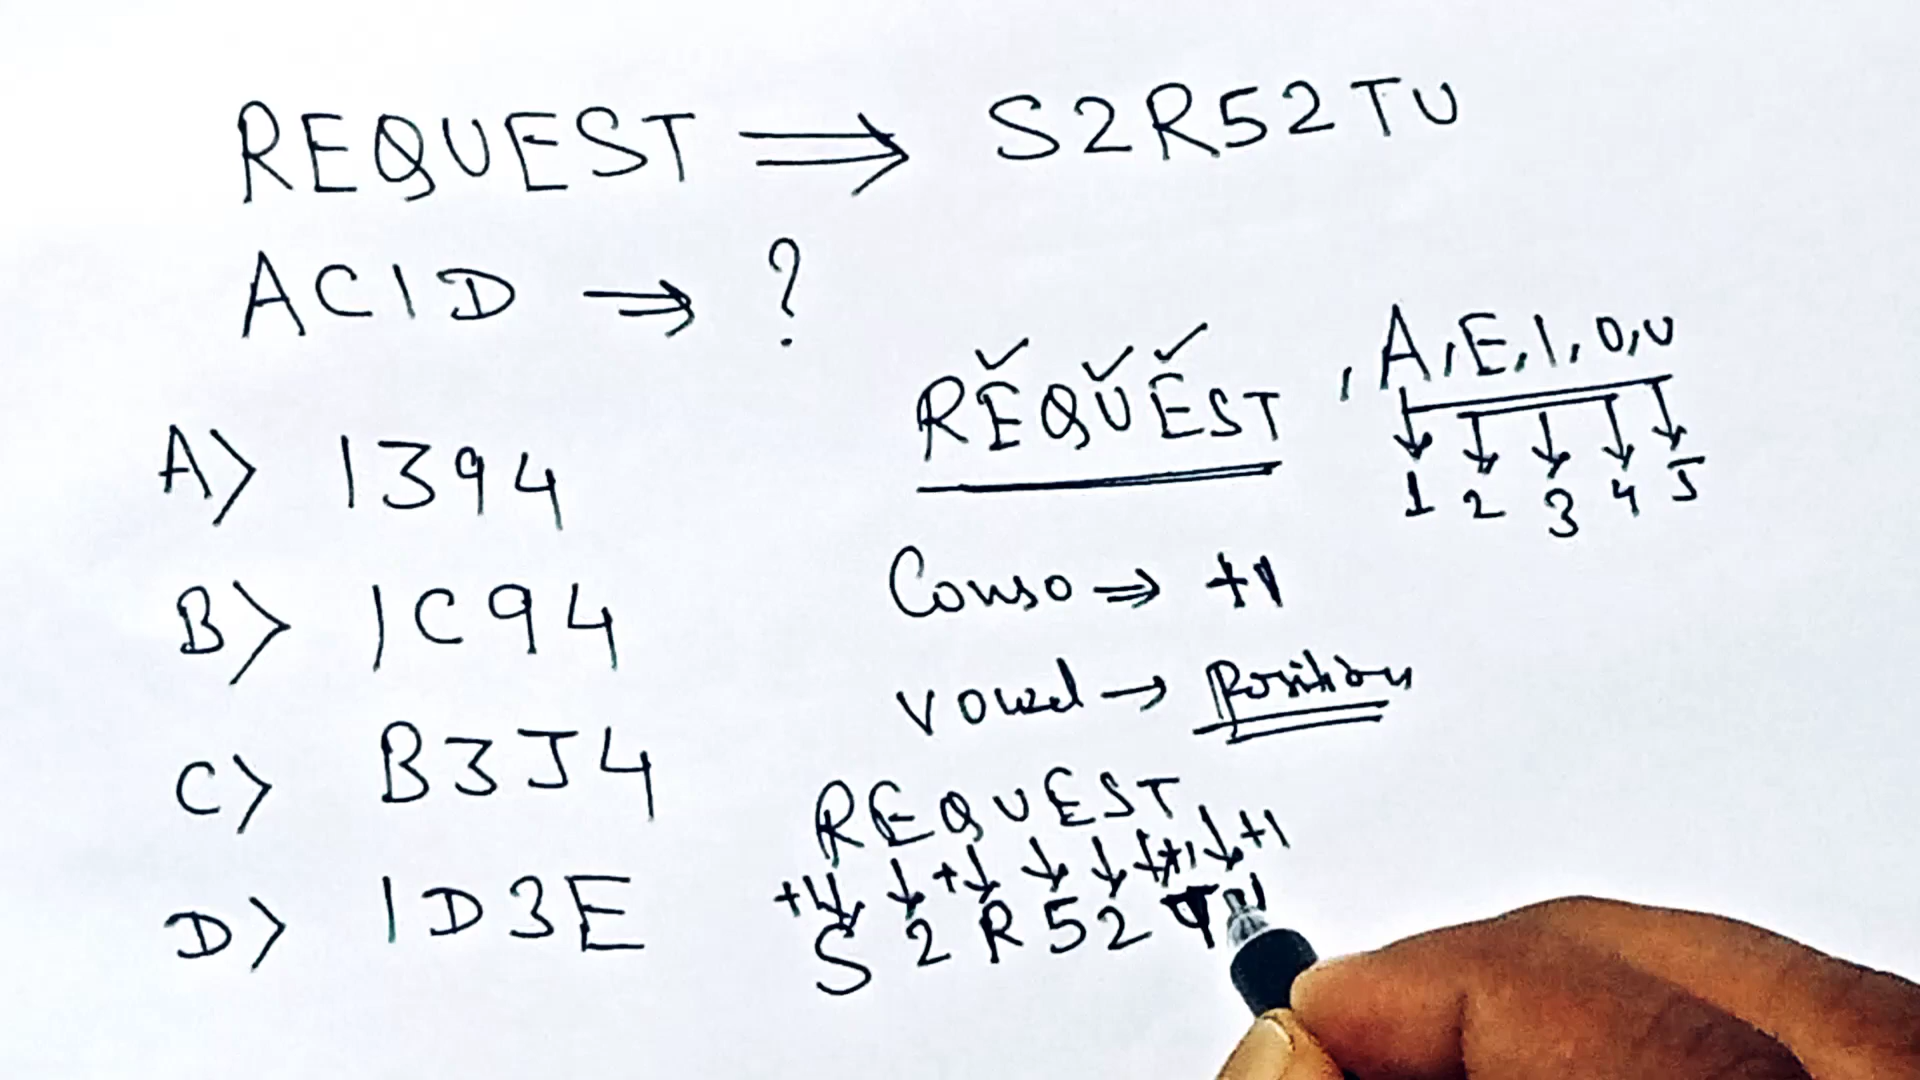 REQUEST ⇒ S2R52TU
ACID → ?
A> 1394
B> 1C94
C> B3J4
D> 1D3E
REQUEST , A, E, I, O, U
1 2 3 4 5
Conso ⇒ +1
vowel → Position
REQUEST
+1 + +1 +1
S 2 R 5 2 T U